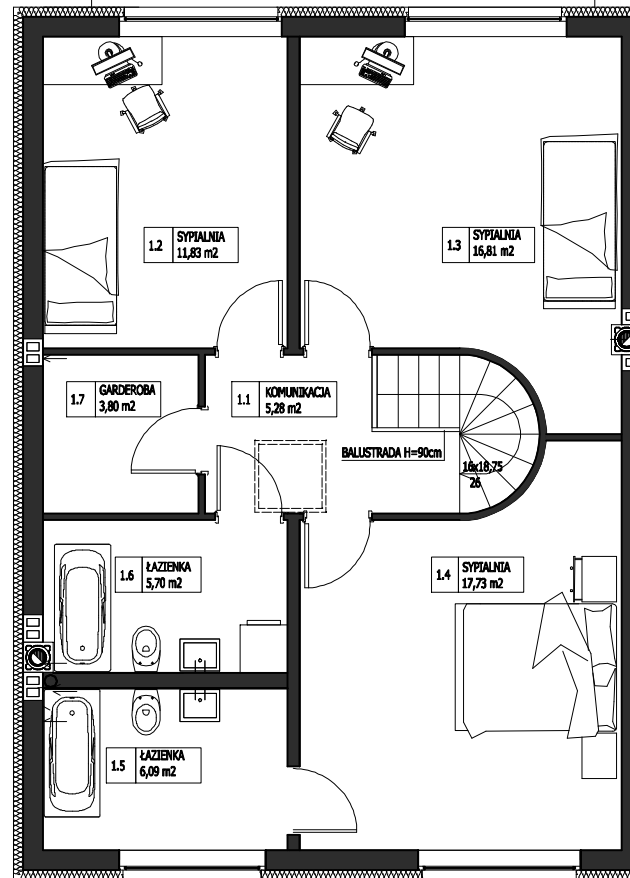 1.2
SYPIALNIA
11,83 m2
1.3
SYPIALNIA
16,81 m2
1.7
GARDEROBA
3,80 m2
1.1
KOMUNIKACJA
5,28 m2
BALUSTRADA H=90cm
16x18,75
26
1.6
ŁAZIENKA
5,70 m2
1.4
SYPIALNIA
17,73 m2
1.5
ŁAZIENKA
6,09 m2